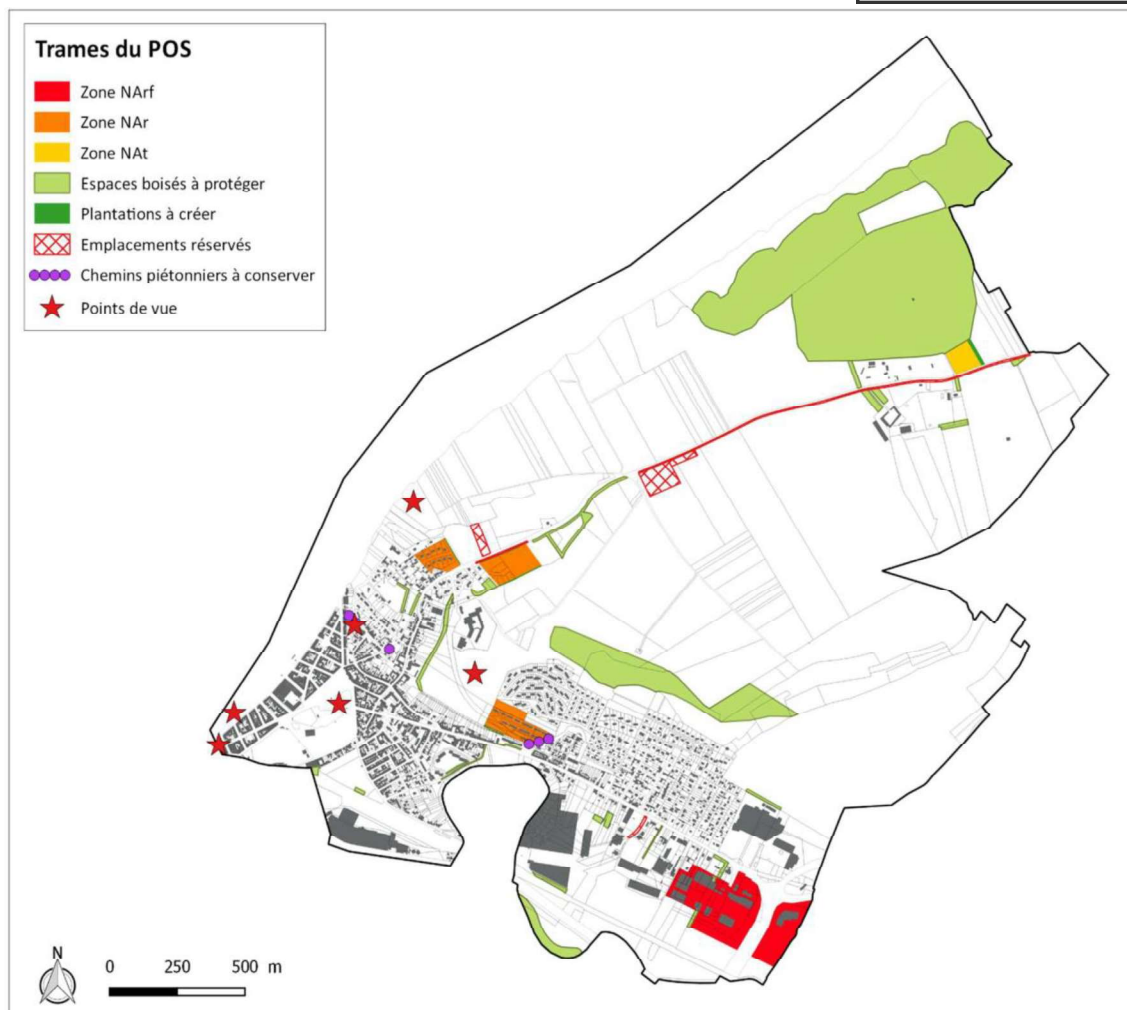 Trames du POS
Zone NArf
Zone NAr
Zone NAt
Espaces boisés à protéger
Plantations à créer
Emplacements réservés
Chemins piétonniers à conserver
Points de vue
N
0 250 500 m